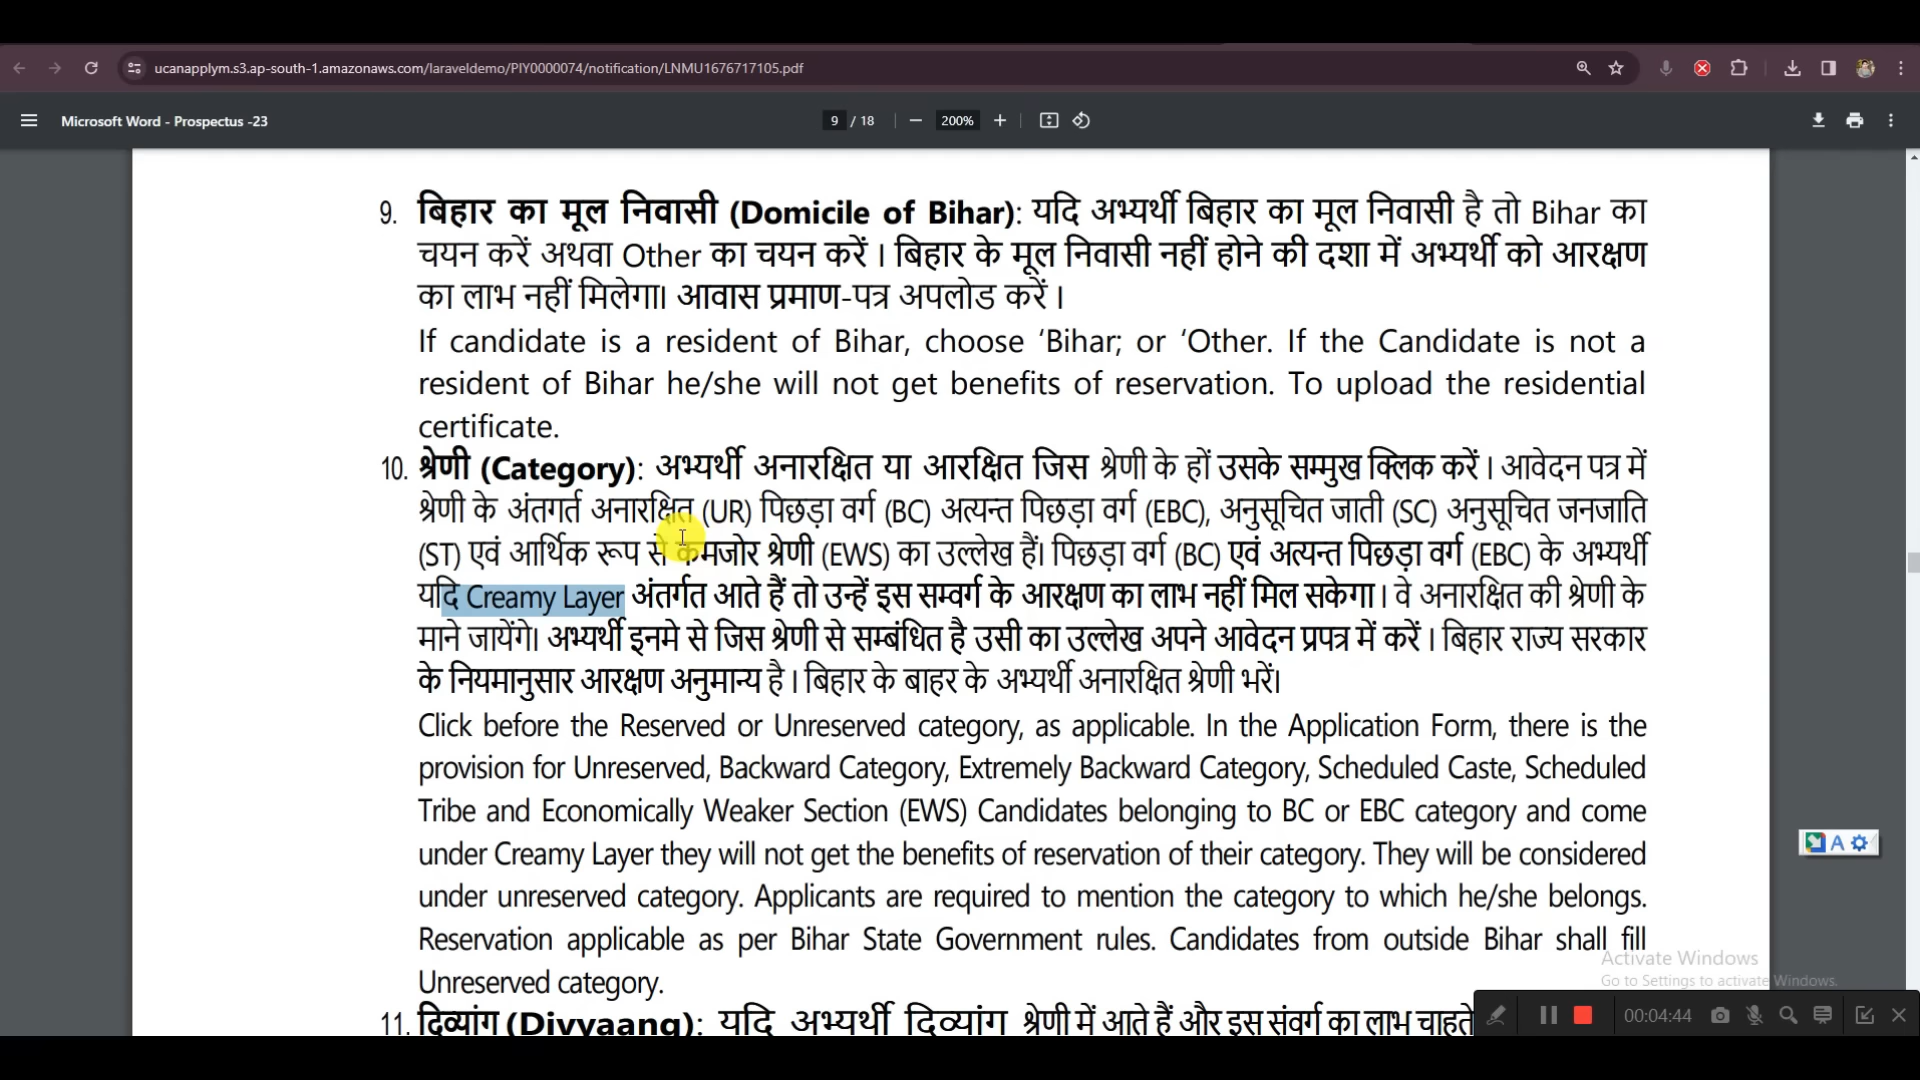 ucanapplym.s3.ap-south-1.amazonaws.com/laraveldemo/PIY0000074/notification/LNMU1676717105.pdf
Microsoft Word - Prospectus -23
9 / 18
200%
9. बिहार का मूल निवासी (Domicile of Bihar): यदि अभ्यर्थी बिहार का मूल निवासी है तो Bihar का
चयन करें अथवा Other का चयन करें । बिहार के मूल निवासी नहीं होने की दशा में अभ्यर्थी को आरक्षण
का लाभ नहीं मिलेगा। आवास प्रमाण-पत्र अपलोड करें ।
If candidate is a resident of Bihar, choose ‘Bihar; or ‘Other. If the Candidate is not a
resident of Bihar he/she will not get benefits of reservation. To upload the residential
certificate.
10. श्रेणी (Category): अभ्यर्थी अनारक्षित या आरक्षित जिस श्रेणी के हों उसके सम्मुख क्लिक करें । आवेदन पत्र में
श्रेणी के अंतगर्त अनारक्षित (UR) पिछड़ा वर्ग (BC) अत्यन्त पिछड़ा वर्ग (EBC), अनुसूचित जाती (SC) अनुसूचित जनजाति
(ST) एवं आर्थिक रूप से कमजोर श्रेणी (EWS) का उल्लेख हैं। पिछड़ा वर्ग (BC) एवं अत्यन्त पिछड़ा वर्ग (EBC) के अभ्यर्थी
यदि Creamy Layer अंतर्गत आते हैं तो उन्हें इस सम्वर्ग के आरक्षण का लाभ नहीं मिल सकेगा । वे अनारक्षित की श्रेणी के
माने जायेंगे। अभ्यर्थी इनमे से जिस श्रेणी से सम्बंधित है उसी का उल्लेख अपने आवेदन प्रपत्र में करें । बिहार राज्य सरकार
के नियमानुसार आरक्षण अनुमान्य है । बिहार के बाहर के अभ्यर्थी अनारक्षित श्रेणी भरें।
Click before the Reserved or Unreserved category, as applicable. In the Application Form, there is the
provision for Unreserved, Backward Category, Extremely Backward Category, Scheduled Caste, Scheduled
Tribe and Economically Weaker Section (EWS) Candidates belonging to BC or EBC category and come
under Creamy Layer they will not get the benefits of reservation of their category. They will be considered
under unreserved category. Applicants are required to mention the category to which he/she belongs.
Reservation applicable as per Bihar State Government rules. Candidates from outside Bihar shall fill
Unreserved category.
Activate Windows
Go to Settings to activate Windows.
11. दिव्यांग (Divyaang): यदि अभ्यर्थी दिव्यांग श्रेणी में आते हैं और इस संवर्ग का लाभ चाहते
A
00:04:44